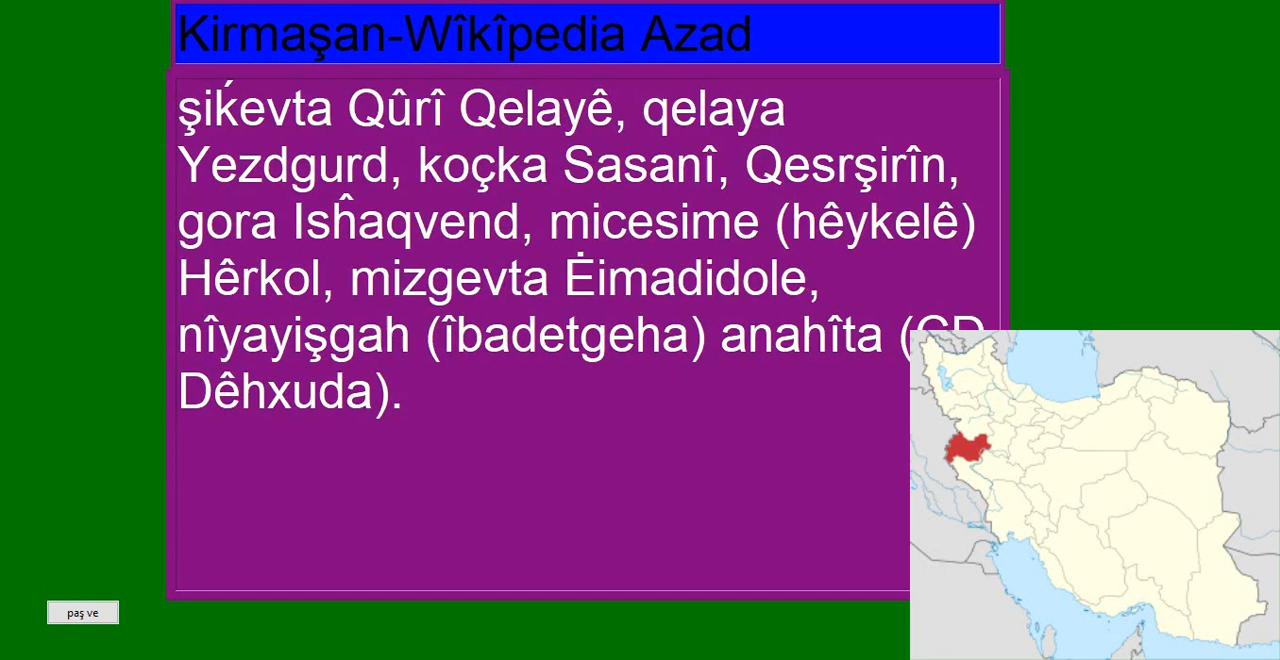 Kirmaşan-Wîkîpedia Azad
şiḱevta Qûrî Qelayê, qelaya
Yezdgurd, koçka Sasanî, Qesrşirîn,
gora Isĥaqvend, micesime (hêykelê)
Hêrkol, mizgevta Ėimadidole,
nîyayişgah (îbadetgeha) anahîta (CD
Dêhxuda).
paş ve